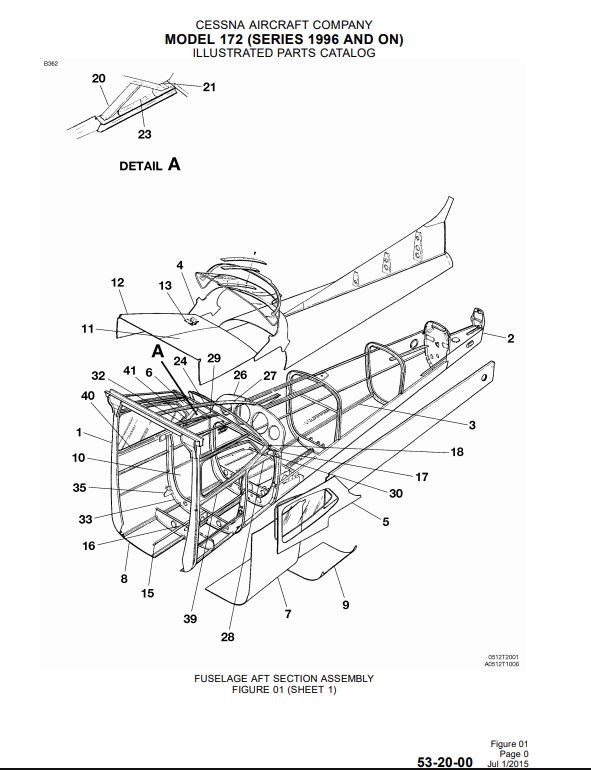 CESSNA AIRCRAFT COMPANY
MODEL 172 (SERIES 1996 AND ON)
ILLUSTRATED PARTS CATALOG
B362
20
21
23
DETAIL A
4
12
13
11
2
A
24
29
41
6
26
27
32
40
1
3
10
18
17
35
30
33
5
16
8
15
9
39
7
28
0512T2001
A0512T1006
FUSELAGE AFT SECTION ASSEMBLY
FIGURE 01 (SHEET 1)
Figure 01
Page 0
53-20-00 Jul 1/2015